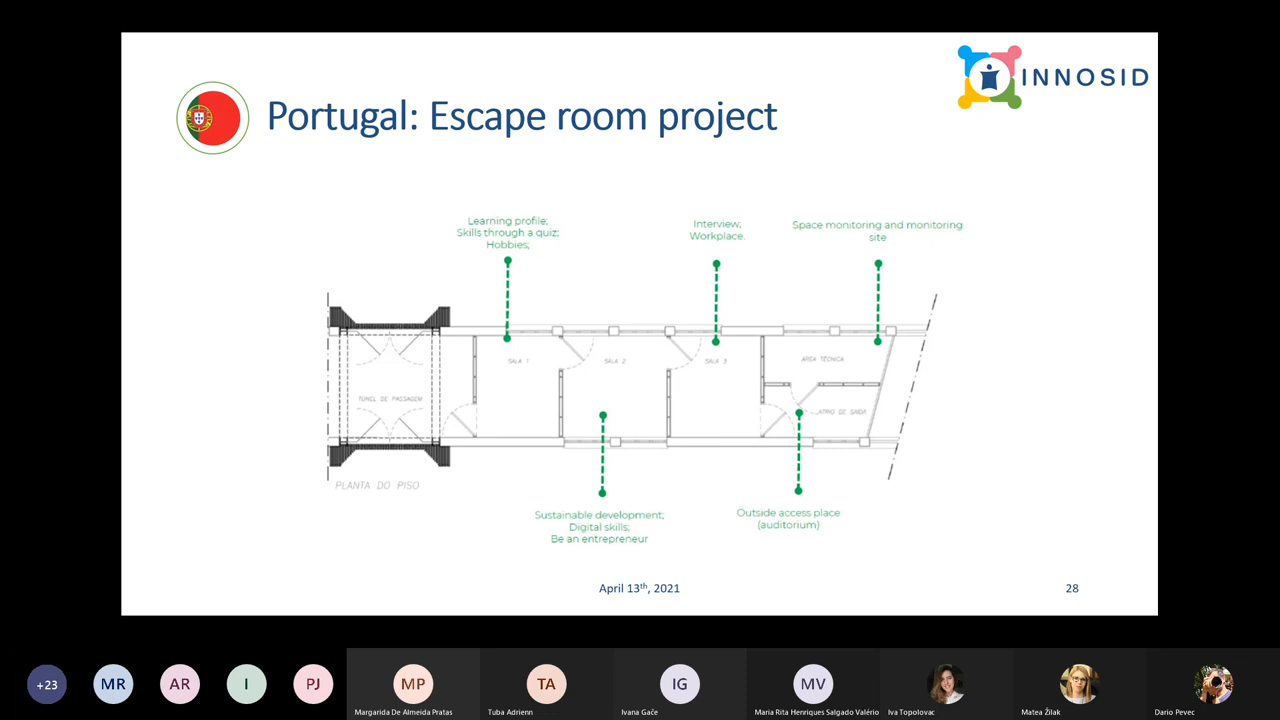 INNOSID
Portugal: Escape room project
Learning profile;
Skills through a quiz;
Hobbies;
Interview;
Workplace.
Space monitoring and monitoring
site
SALA 1
SALA 2
SALA 3
ÁREA TÉCNICA
TÚNEL DE PASSAGEM
ÁTRIO DE SAÍDA
PLANTA DO PISO
Sustainable development;
Digital skills;
Be an entrepreneur
Outside access place
(auditorium)
April 13th, 2021
28
+23
MR
AR
I
PJ
MP
TA
IG
MV
Margarida De Almeida Pratas
Tuba Adrienn
Ivana Gače
Maria Rita Henriques Salgado Valério
Iva Topolovac
Matea Žilak
Dario Pevec